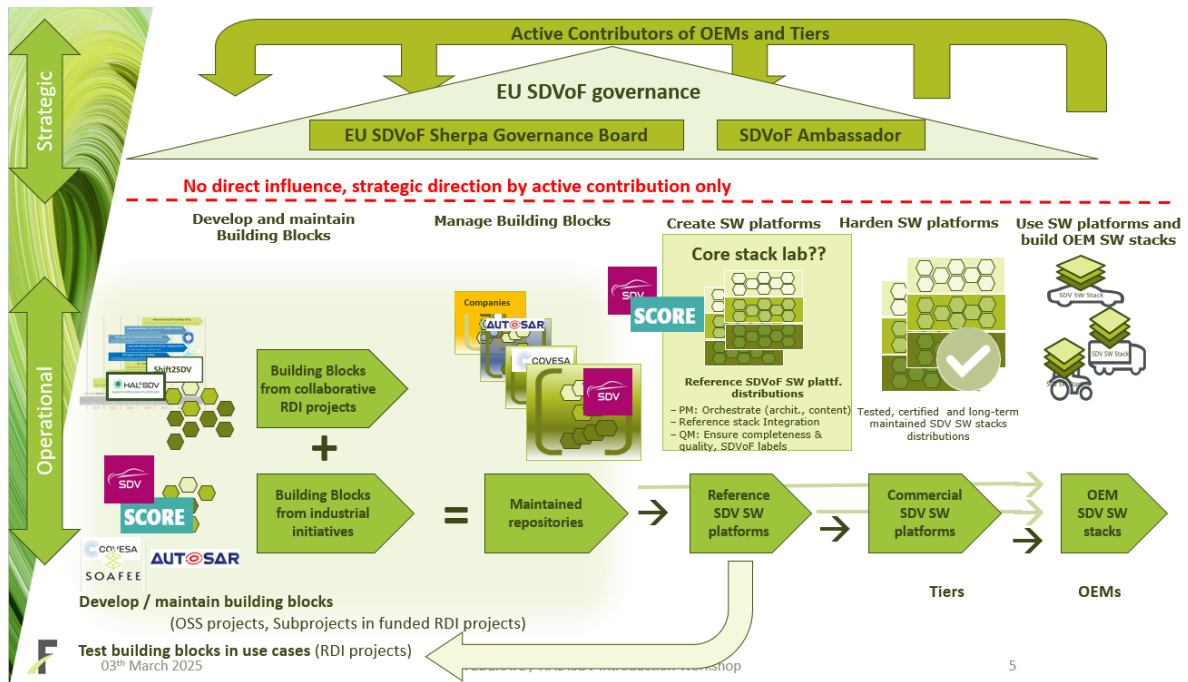 Active Contributors of OEMs and Tiers
EU SDVoF governance
EU SDVoF Sherpa Governance Board
SDVoF Ambassador
Strategic
No direct influence, strategic direction by active contribution only
Develop and maintain
Building Blocks
Manage Building Blocks
Create SW platforms
Harden SW platforms
Use SW platforms and
build OEM SW stacks
Operational
Core stack lab??
SDV
SCORE
Companies
AUTOSAR
COVESA
SDV
SDV SW Stack
SDV SW Stack
Shift2SDV
HAL4SDV
Building Blocks
from collaborative
RDI projects
Reference SDVoF SW plattf.
distributions
– PM: Orchestrate (archit., content)
– Reference stack Integration
– QM: Ensure completeness &
quality, SDVoF labels
Tested, certified and long-term
maintained SDV SW stacks
distributions
+
SDV
SCORE
Building Blocks
from industrial
initiatives
=
Maintained
repositories
Reference
SDV SW
platforms
Commercial
SDV SW
platforms
OEM
SDV SW
stacks
COVESA
SOAFEE
AUTOSAR
Tiers
OEMs
Develop / maintain building blocks
(OSS projects, Subprojects in funded RDI projects)
Test building blocks in use cases (RDI projects)
03th March 2025
5